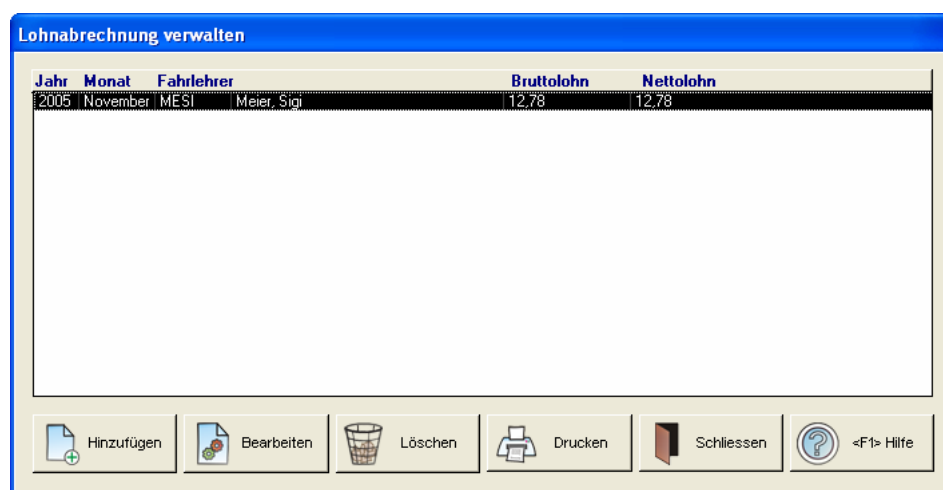 Lohnabrechnung verwalten
Jahr Monat Fahrlehrer Bruttolohn Nettolohn
2005 November MESI Meier, Sigi 12,78 12,78
Hinzufügen Bearbeiten Löschen Drucken Schliessen <F1> Hilfe